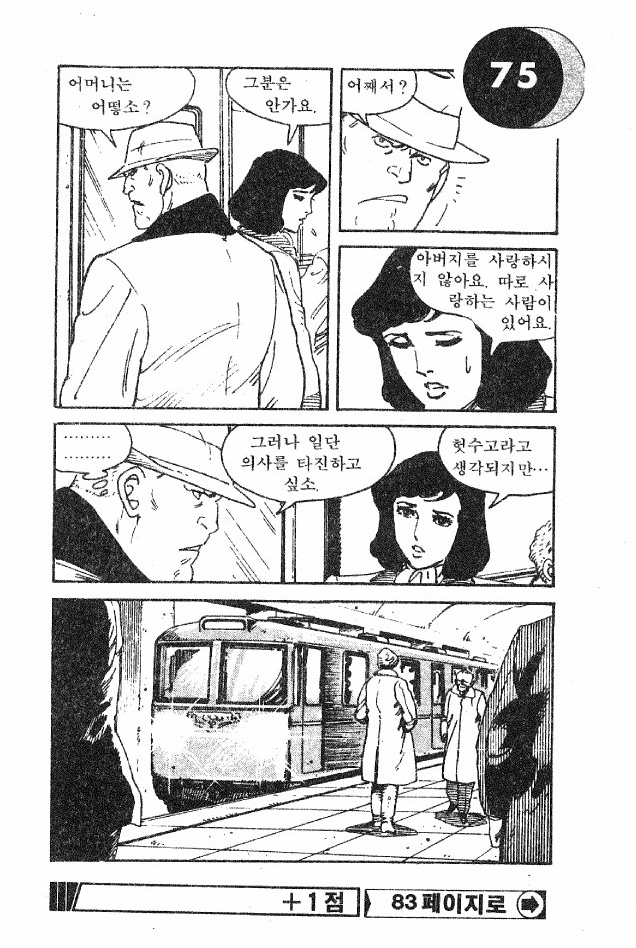 75
어머니는
어떻소?
그분은
안가요.
어째서?
아버지를 사랑하시
지 않아요. 따로 사
랑하는 사람이
있어요.
………
………
그러나 일단
의사를 타진하고
싶소.
헛수고라고
생각되지만…
+1점
83페이지로